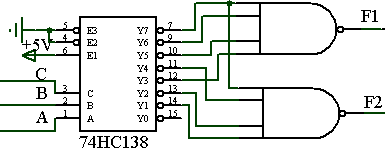 5 E3 Y7 7 F1
4 E2 Y6 9
+5V 6 E1 Y5 10
Y4 11
C Y3 12
B 3 C Y2 13 F2
A 2 B Y1 14
1 A Y0 15
74HC138